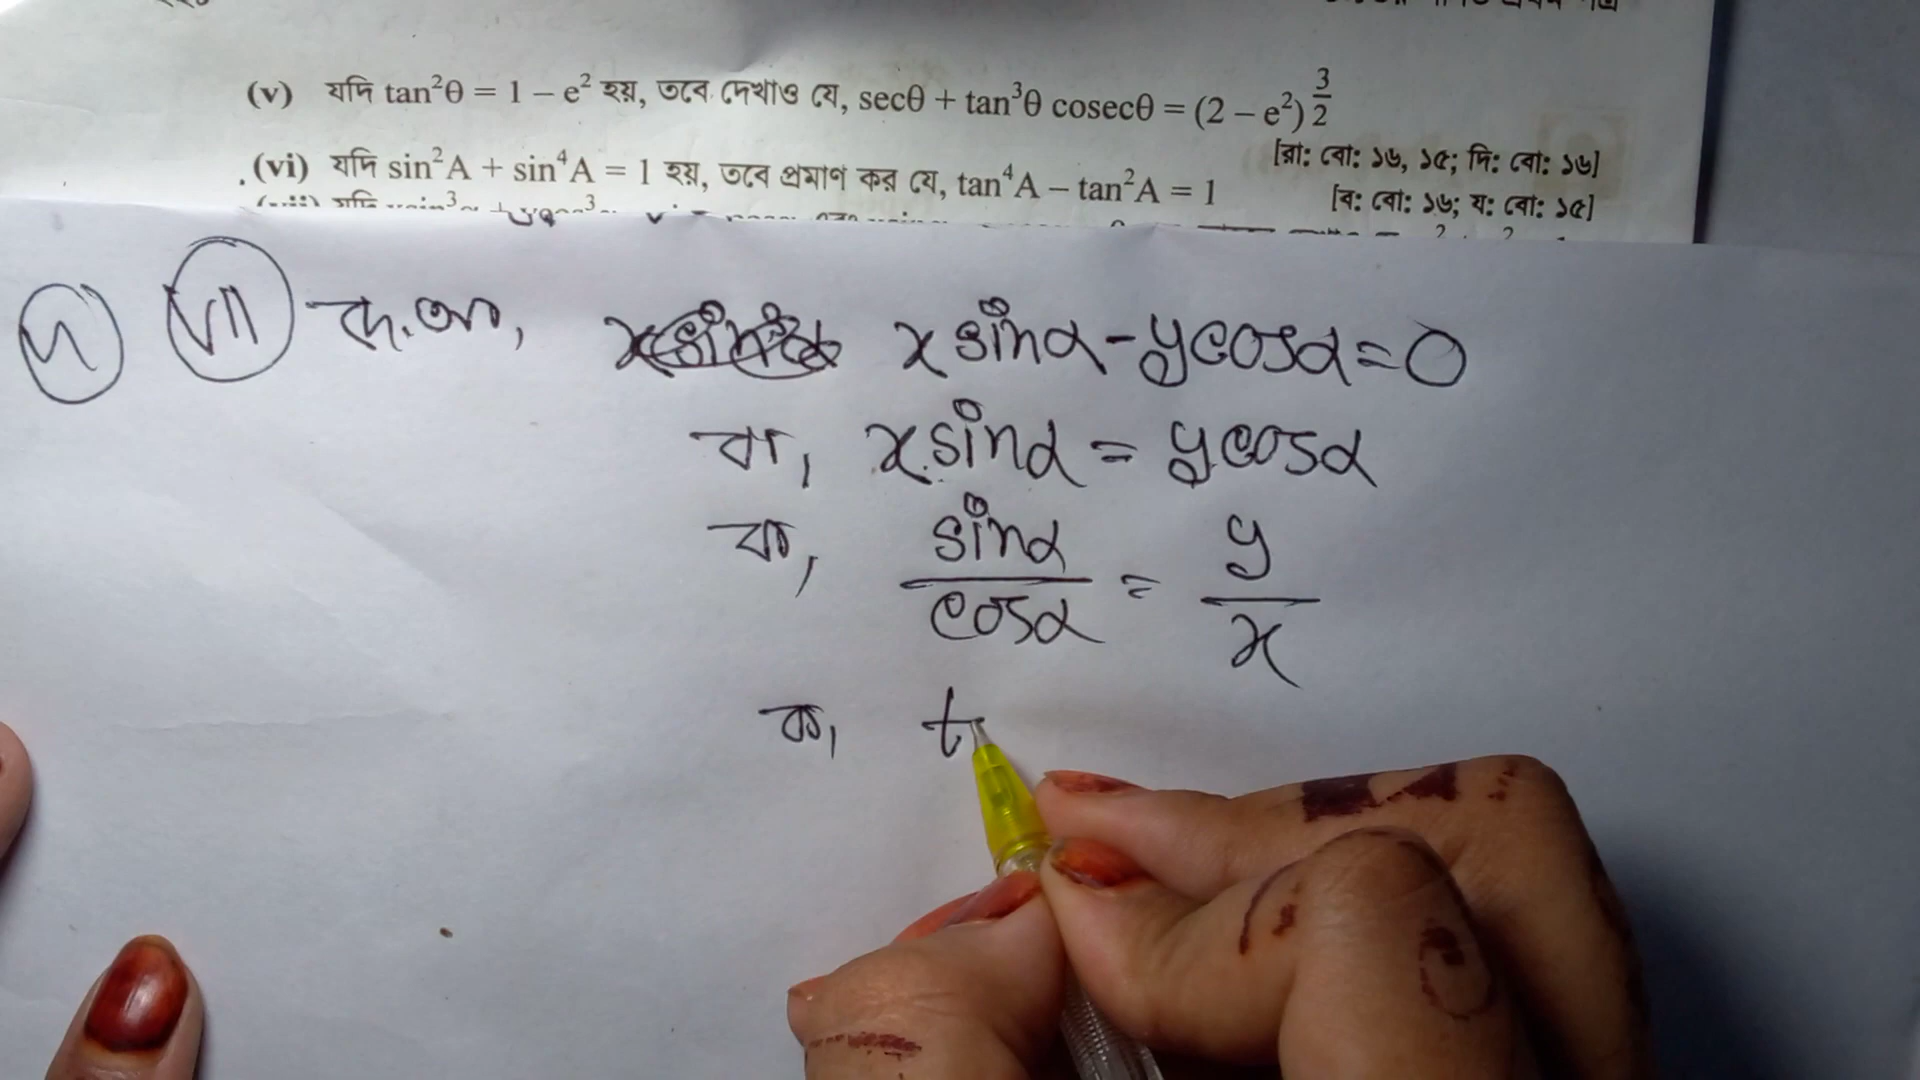 (v) যদি tan²θ = 1 – e² হয়, তবে দেখাও যে, secθ + tan³θ cosecθ = (2 – e²)^(3/2)
[রা: বো: ১৬, ১৫; দি: বো: ১৬]
(vi) যদি sin²A + sin⁴A = 1 হয়, তবে প্রমাণ কর যে, tan⁴A – tan²A = 1
[ব: বো: ১৬; য: বো: ১৫]
VII দে.আ, x sinα - y cosα = 0
বা, x sinα = y cosα
বা, sinα/cosα = y/x
বা, t